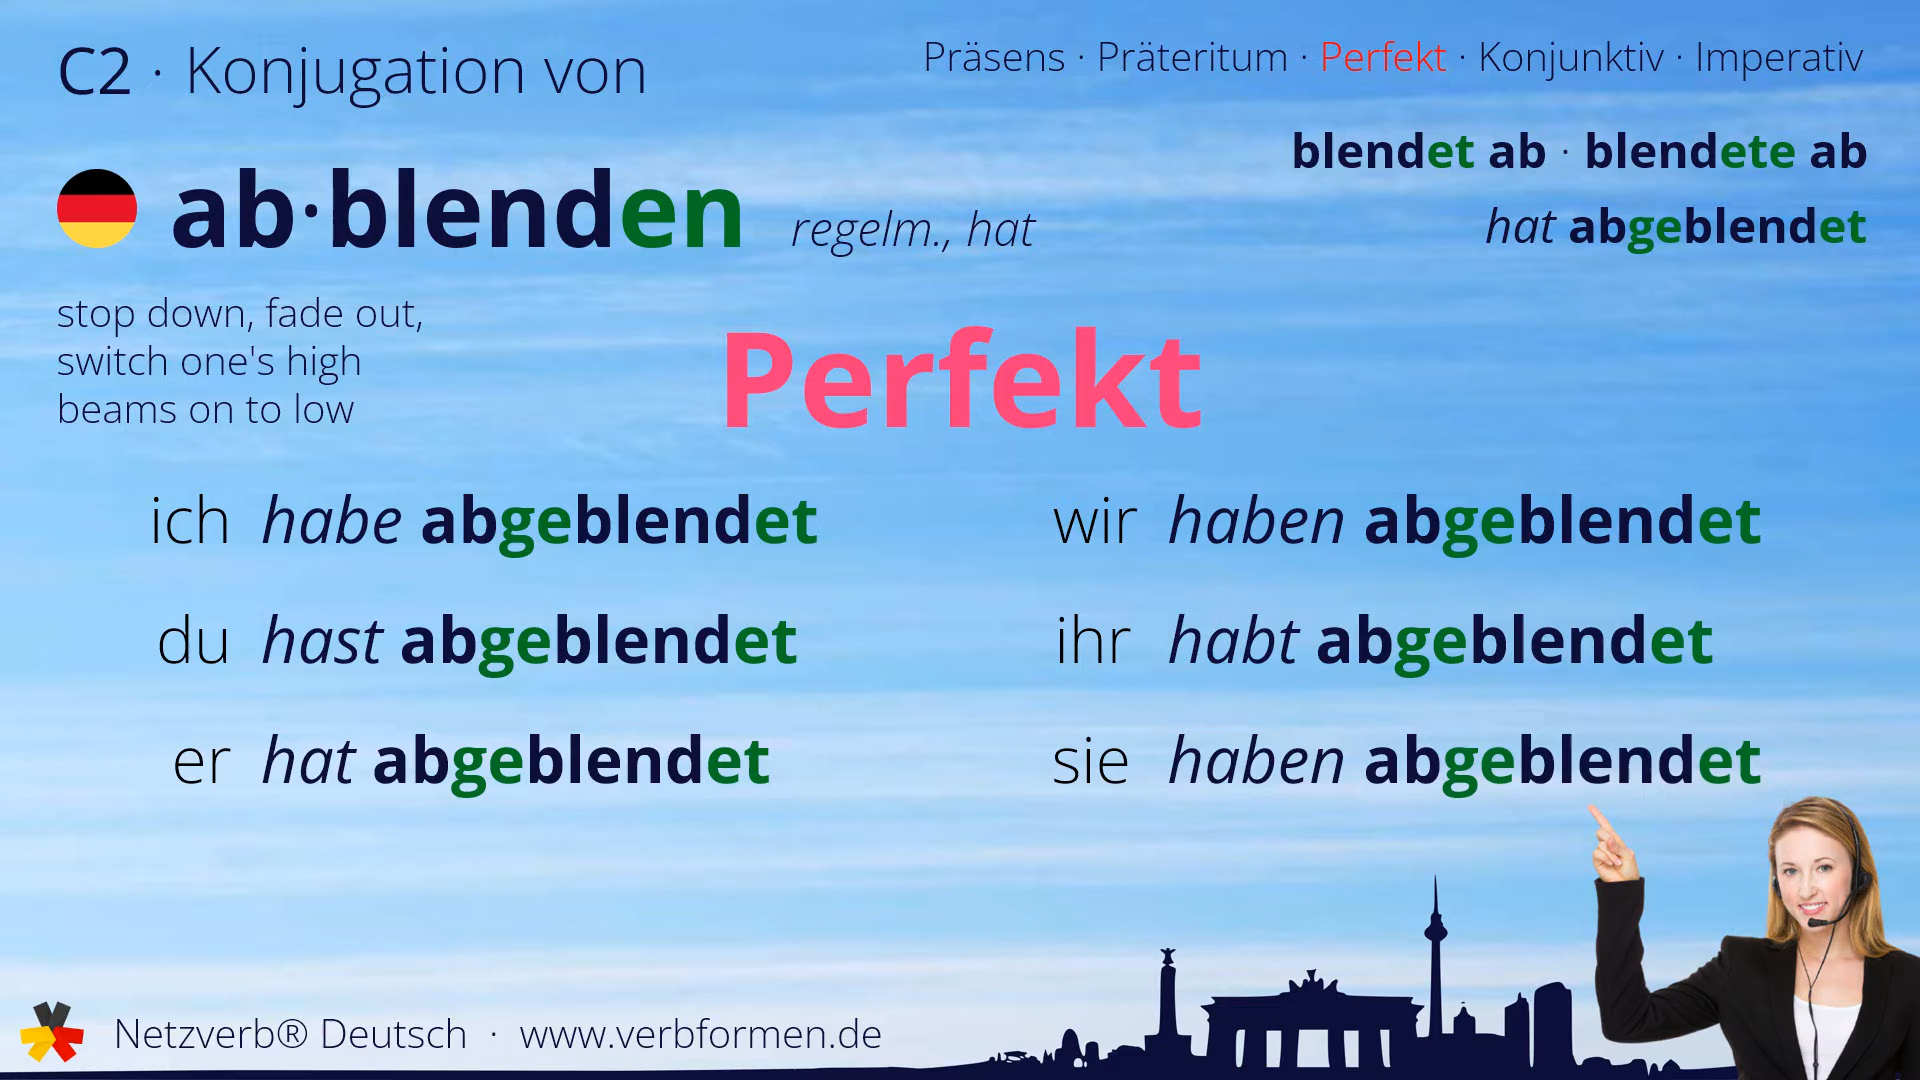 C2 · Konjugation von
Präsens · Präteritum · Perfekt · Konjunktiv · Imperativ
ab·blenden regelm., hat
blendet ab · blendete ab
hat abgeblendet
stop down, fade out,
switch one's high
beams on to low
Perfekt
ich habe abgeblendet
du hast abgeblendet
er hat abgeblendet
wir haben abgeblendet
ihr habt abgeblendet
sie haben abgeblendet
Netzverb® Deutsch · www.verbformen.de